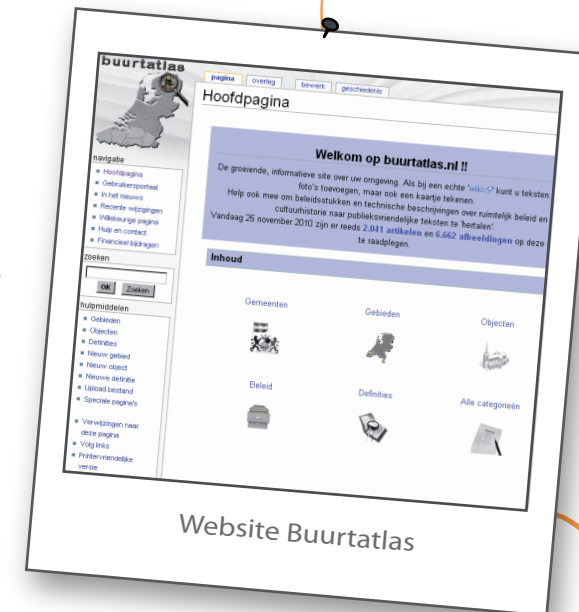 buurtatlas
pagina
overleg
bewerk
geschiedenis
Hoofdpagina
navigatie
Hoofdpagina
Gebruikersportaal
In het nieuws
Recente wijzigingen
Willekeurige pagina
Hulp en contact
Financieel bijdragen
zoeken
OK
Zoeken
hulpmiddelen
Gebieden
Objecten
Definities
Nieuw gebied
Nieuw object
Nieuwe definitie
Upload bestand
Speciale pagina's
Verwijzingen naar
deze pagina
Volg links
Printervriendelijke
versie
Welkom op buurtatlas.nl !!
De groeiende, informatieve site over uw omgeving. Als bij een echte 'wiki' kunt u teksten
foto's toevoegen, maar ook een kaartje tekenen.
Help ook mee om beleidsstukken en technische beschrijvingen over ruimtelijk beleid en
cultuurhistorie naar publieksvriendelijke teksten te 'hertalen'.
Vandaag 25 november 2010 zijn er reeds 2.041 artikelen en 6.662 afbeeldingen op deze
te raadplegen.
Inhoud
Gemeenten
Gebieden
Objecten
Beleid
Definities
Alle categorieën
Website Buurtatlas